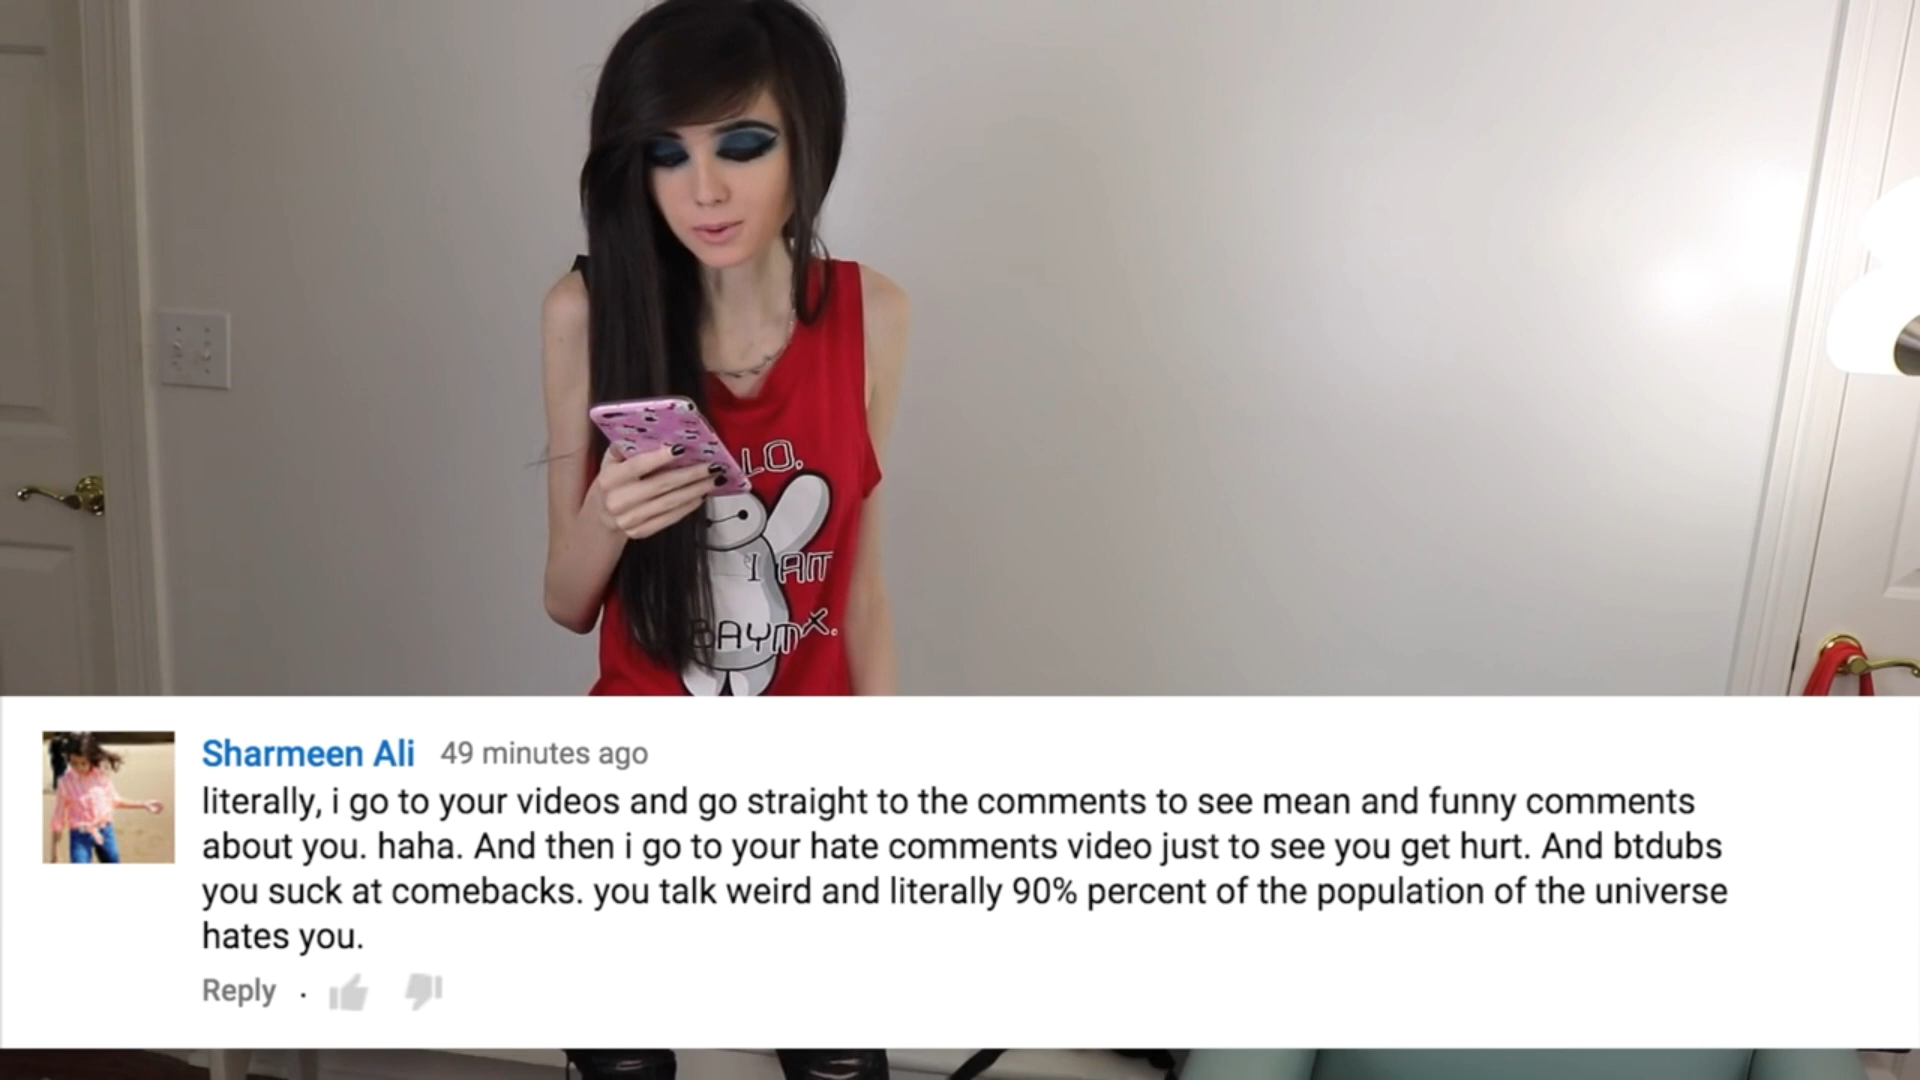 LO.
I AM
BAYMX.
Sharmeen Ali 49 minutes ago
literally, i go to your videos and go straight to the comments to see mean and funny comments
about you. haha. And then i go to your hate comments video just to see you get hurt. And btdubs
you suck at comebacks. you talk weird and literally 90% percent of the population of the universe
hates you.
Reply ·